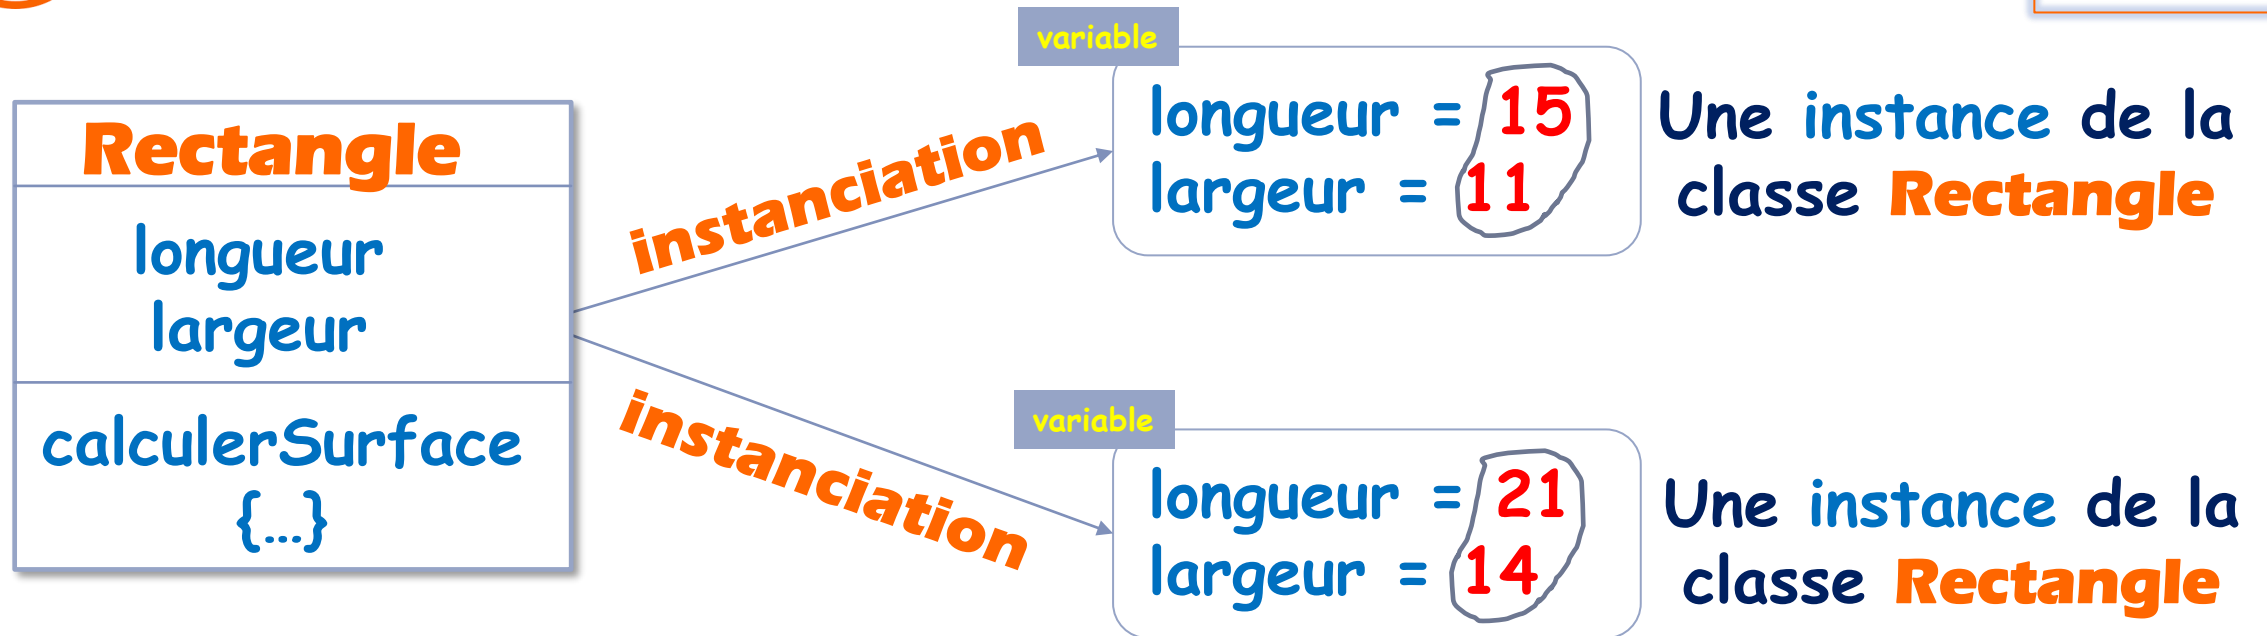 Rectangle
longueur
largeur
calculerSurface
{...}
instanciation
variable
longueur = 15
largeur = 11
Une instance de la
classe Rectangle
instanciation
variable
longueur = 21
largeur = 14
Une instance de la
classe Rectangle